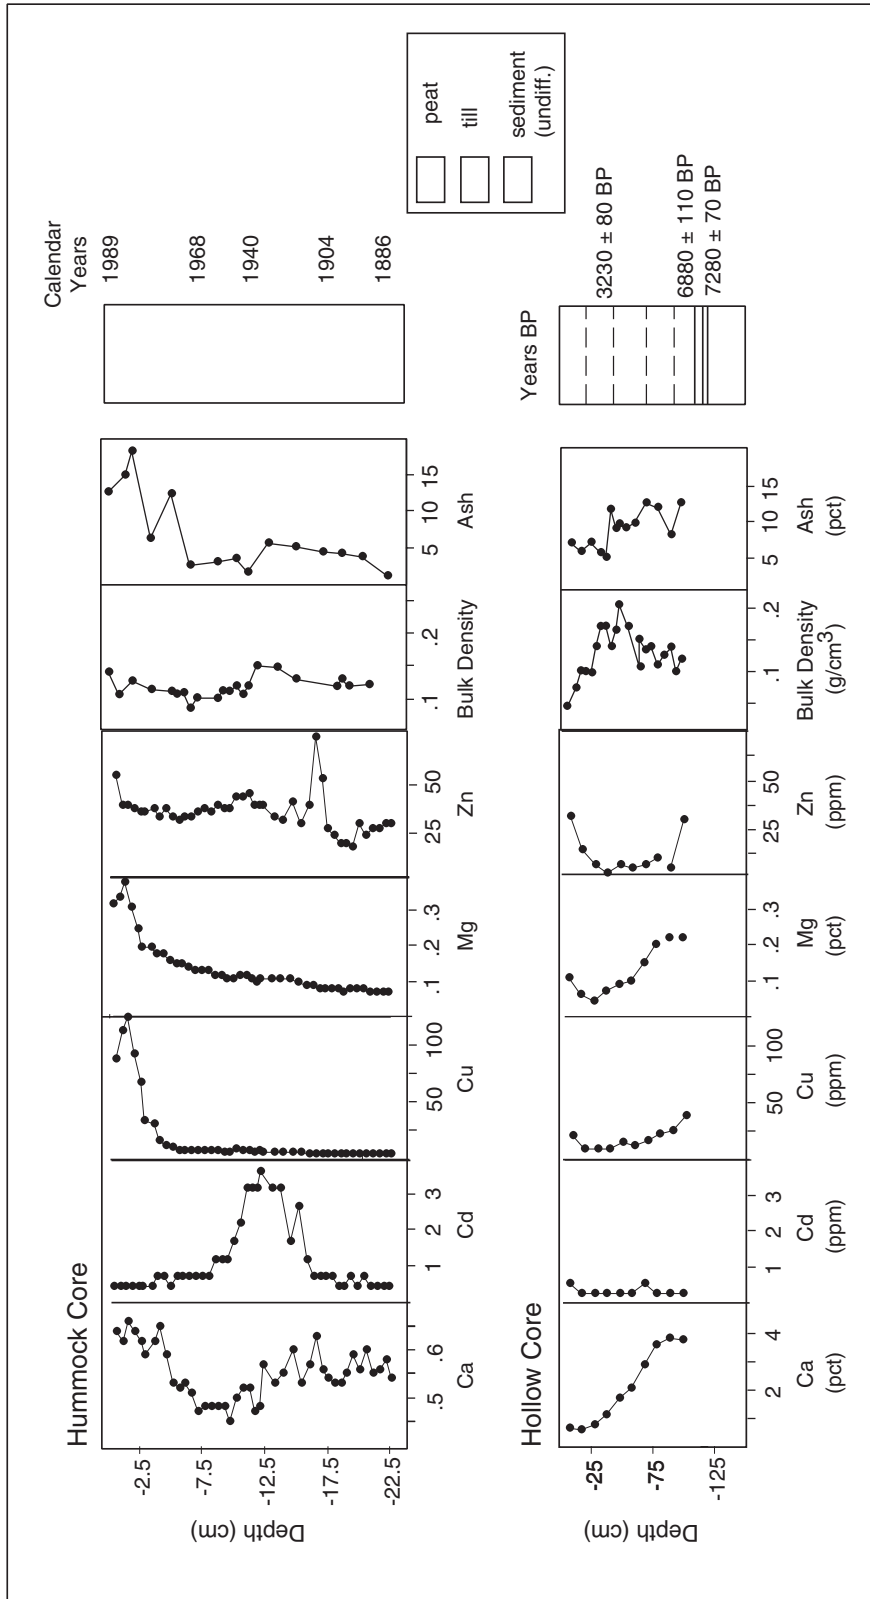 Hummock Core
Depth (cm)
-2.5
-7.5
-12.5
-17.5
-22.5
.5 .6
Ca
1 2 3
Cd
50 100
Cu
.1 .2 .3
Mg
25 50
Zn
.1 .2
Bulk Density
5 10 15
Ash
Calendar
Years
1989
1968
1940
1904
1886
Hollow Core
Depth (cm)
-25
-75
-125
2 4
Ca
(pct)
1 2 3
Cd
(ppm)
50 100
Cu
(ppm)
.1 .2 .3
Mg
(pct)
25 50
Zn
(ppm)
.1 .2
Bulk Density
(g/cm3)
5 10 15
Ash
(pct)
Years BP
3230 ± 80 BP
6880 ± 110 BP
7280 ± 70 BP
peat
till
sediment
(undiff.)